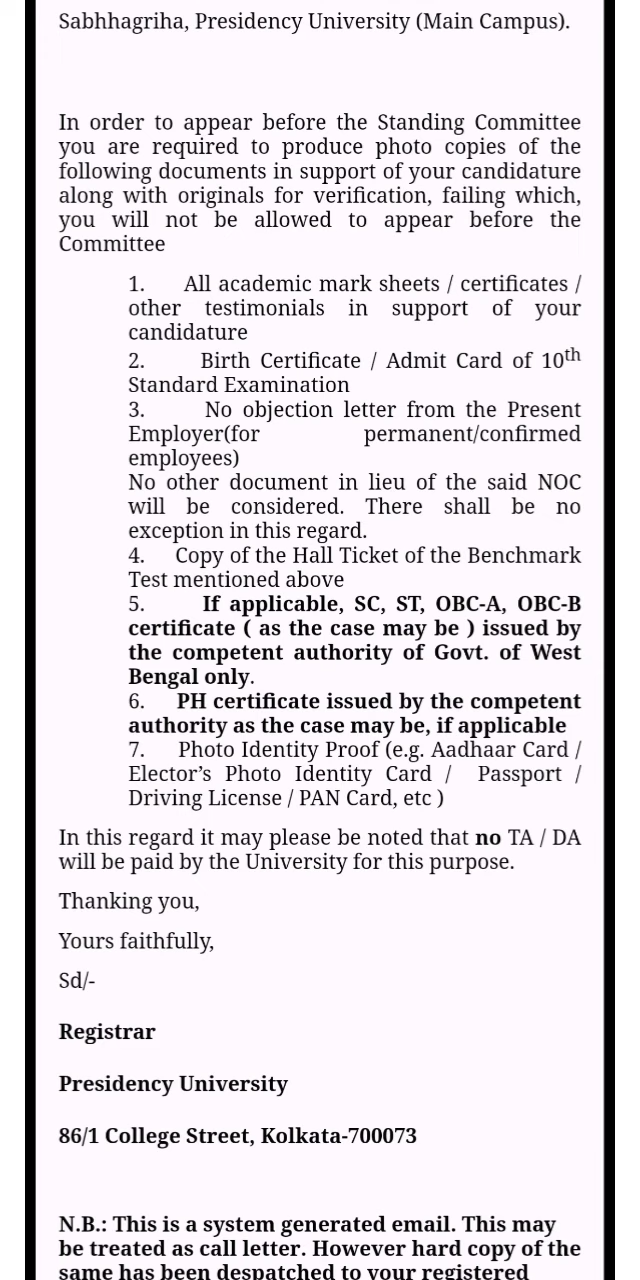 Sabhhagriha, Presidency University (Main Campus).
In order to appear before the Standing Committee
you are required to produce photo copies of the
following documents in support of your candidature
along with originals for verification, failing which,
you will not be allowed to appear before the
Committee
1. All academic mark sheets / certificates /
other testimonials in support of your
candidature
2. Birth Certificate / Admit Card of 10th
Standard Examination
3. No objection letter from the Present
Employer(for permanent/confirmed
employees)
No other document in lieu of the said NOC
will be considered. There shall be no
exception in this regard.
4. Copy of the Hall Ticket of the Benchmark
Test mentioned above
5. If applicable, SC, ST, OBC-A, OBC-B
certificate ( as the case may be ) issued by
the competent authority of Govt. of West
Bengal only.
6. PH certificate issued by the competent
authority as the case may be, if applicable
7. Photo Identity Proof (e.g. Aadhaar Card /
Elector’s Photo Identity Card / Passport /
Driving License / PAN Card, etc )
In this regard it may please be noted that no TA / DA
will be paid by the University for this purpose.
Thanking you,
Yours faithfully,
Sd/-
Registrar
Presidency University
86/1 College Street, Kolkata-700073
N.B.: This is a system generated email. This may
be treated as call letter. However hard copy of the
same has been despatched to your registered